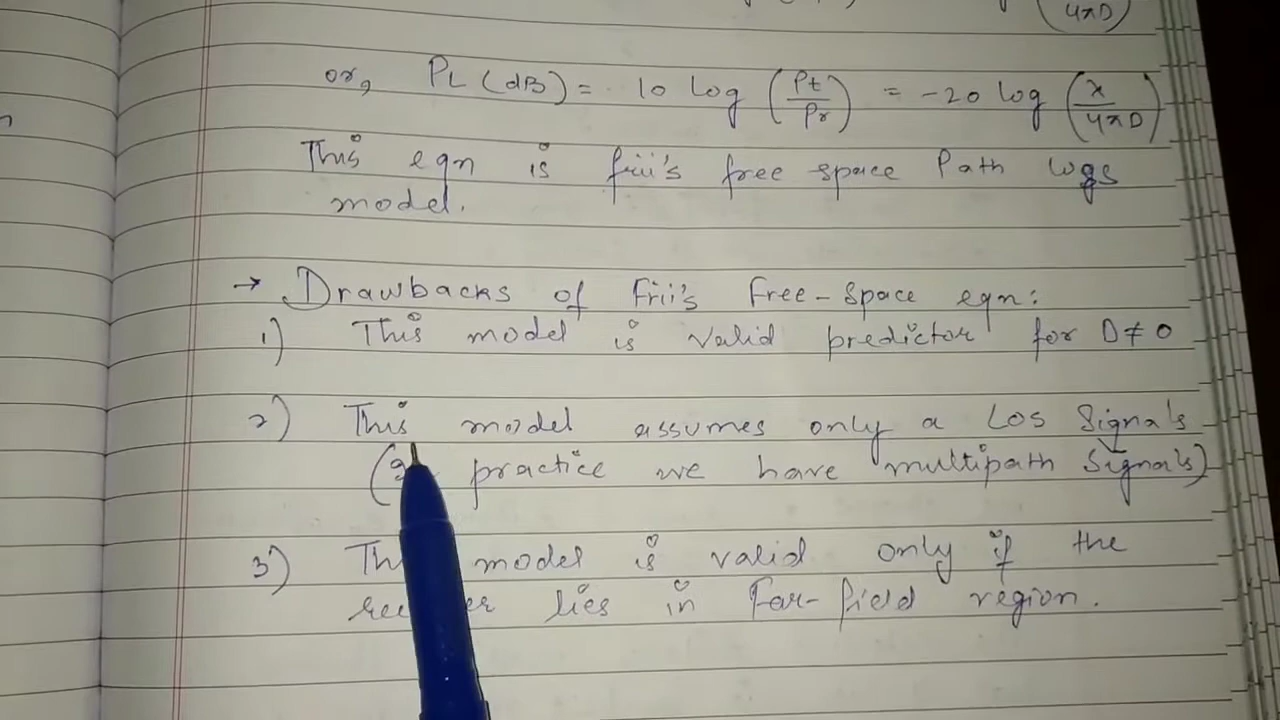 4πD
or, PL (dB) = 10 log (Pt/Pr) = -20 log (λ/4πD)
This eqn is frii's free space Path loss
model.
→ Drawbacks of Frii's Free-Space eqn:
1) This model is valid predictor for D≠0
2) This model assumes only a LOS Signals
( practice we have multipath Signals)
3) model is valid only if the
lies in Far-field region.